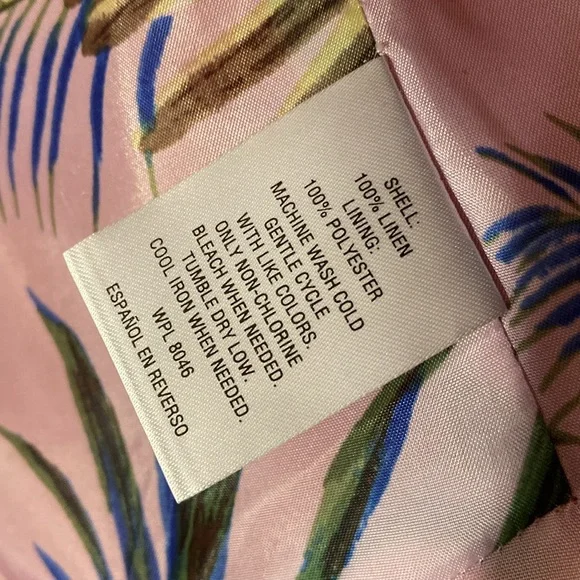 SHELL.
100% LINEN
LINING.
100% POLYESTER
MACHINE WASH COLD
GENTLE CYCLE
WITH LIKE COLORS.
ONLY NON-CHLORINE
BLEACH WHEN NEEDED.
TUMBLE DRY LOW.
COOL IRON WHEN NEEDED.
WPL 8046
ESPAÑOL EN REVERSO